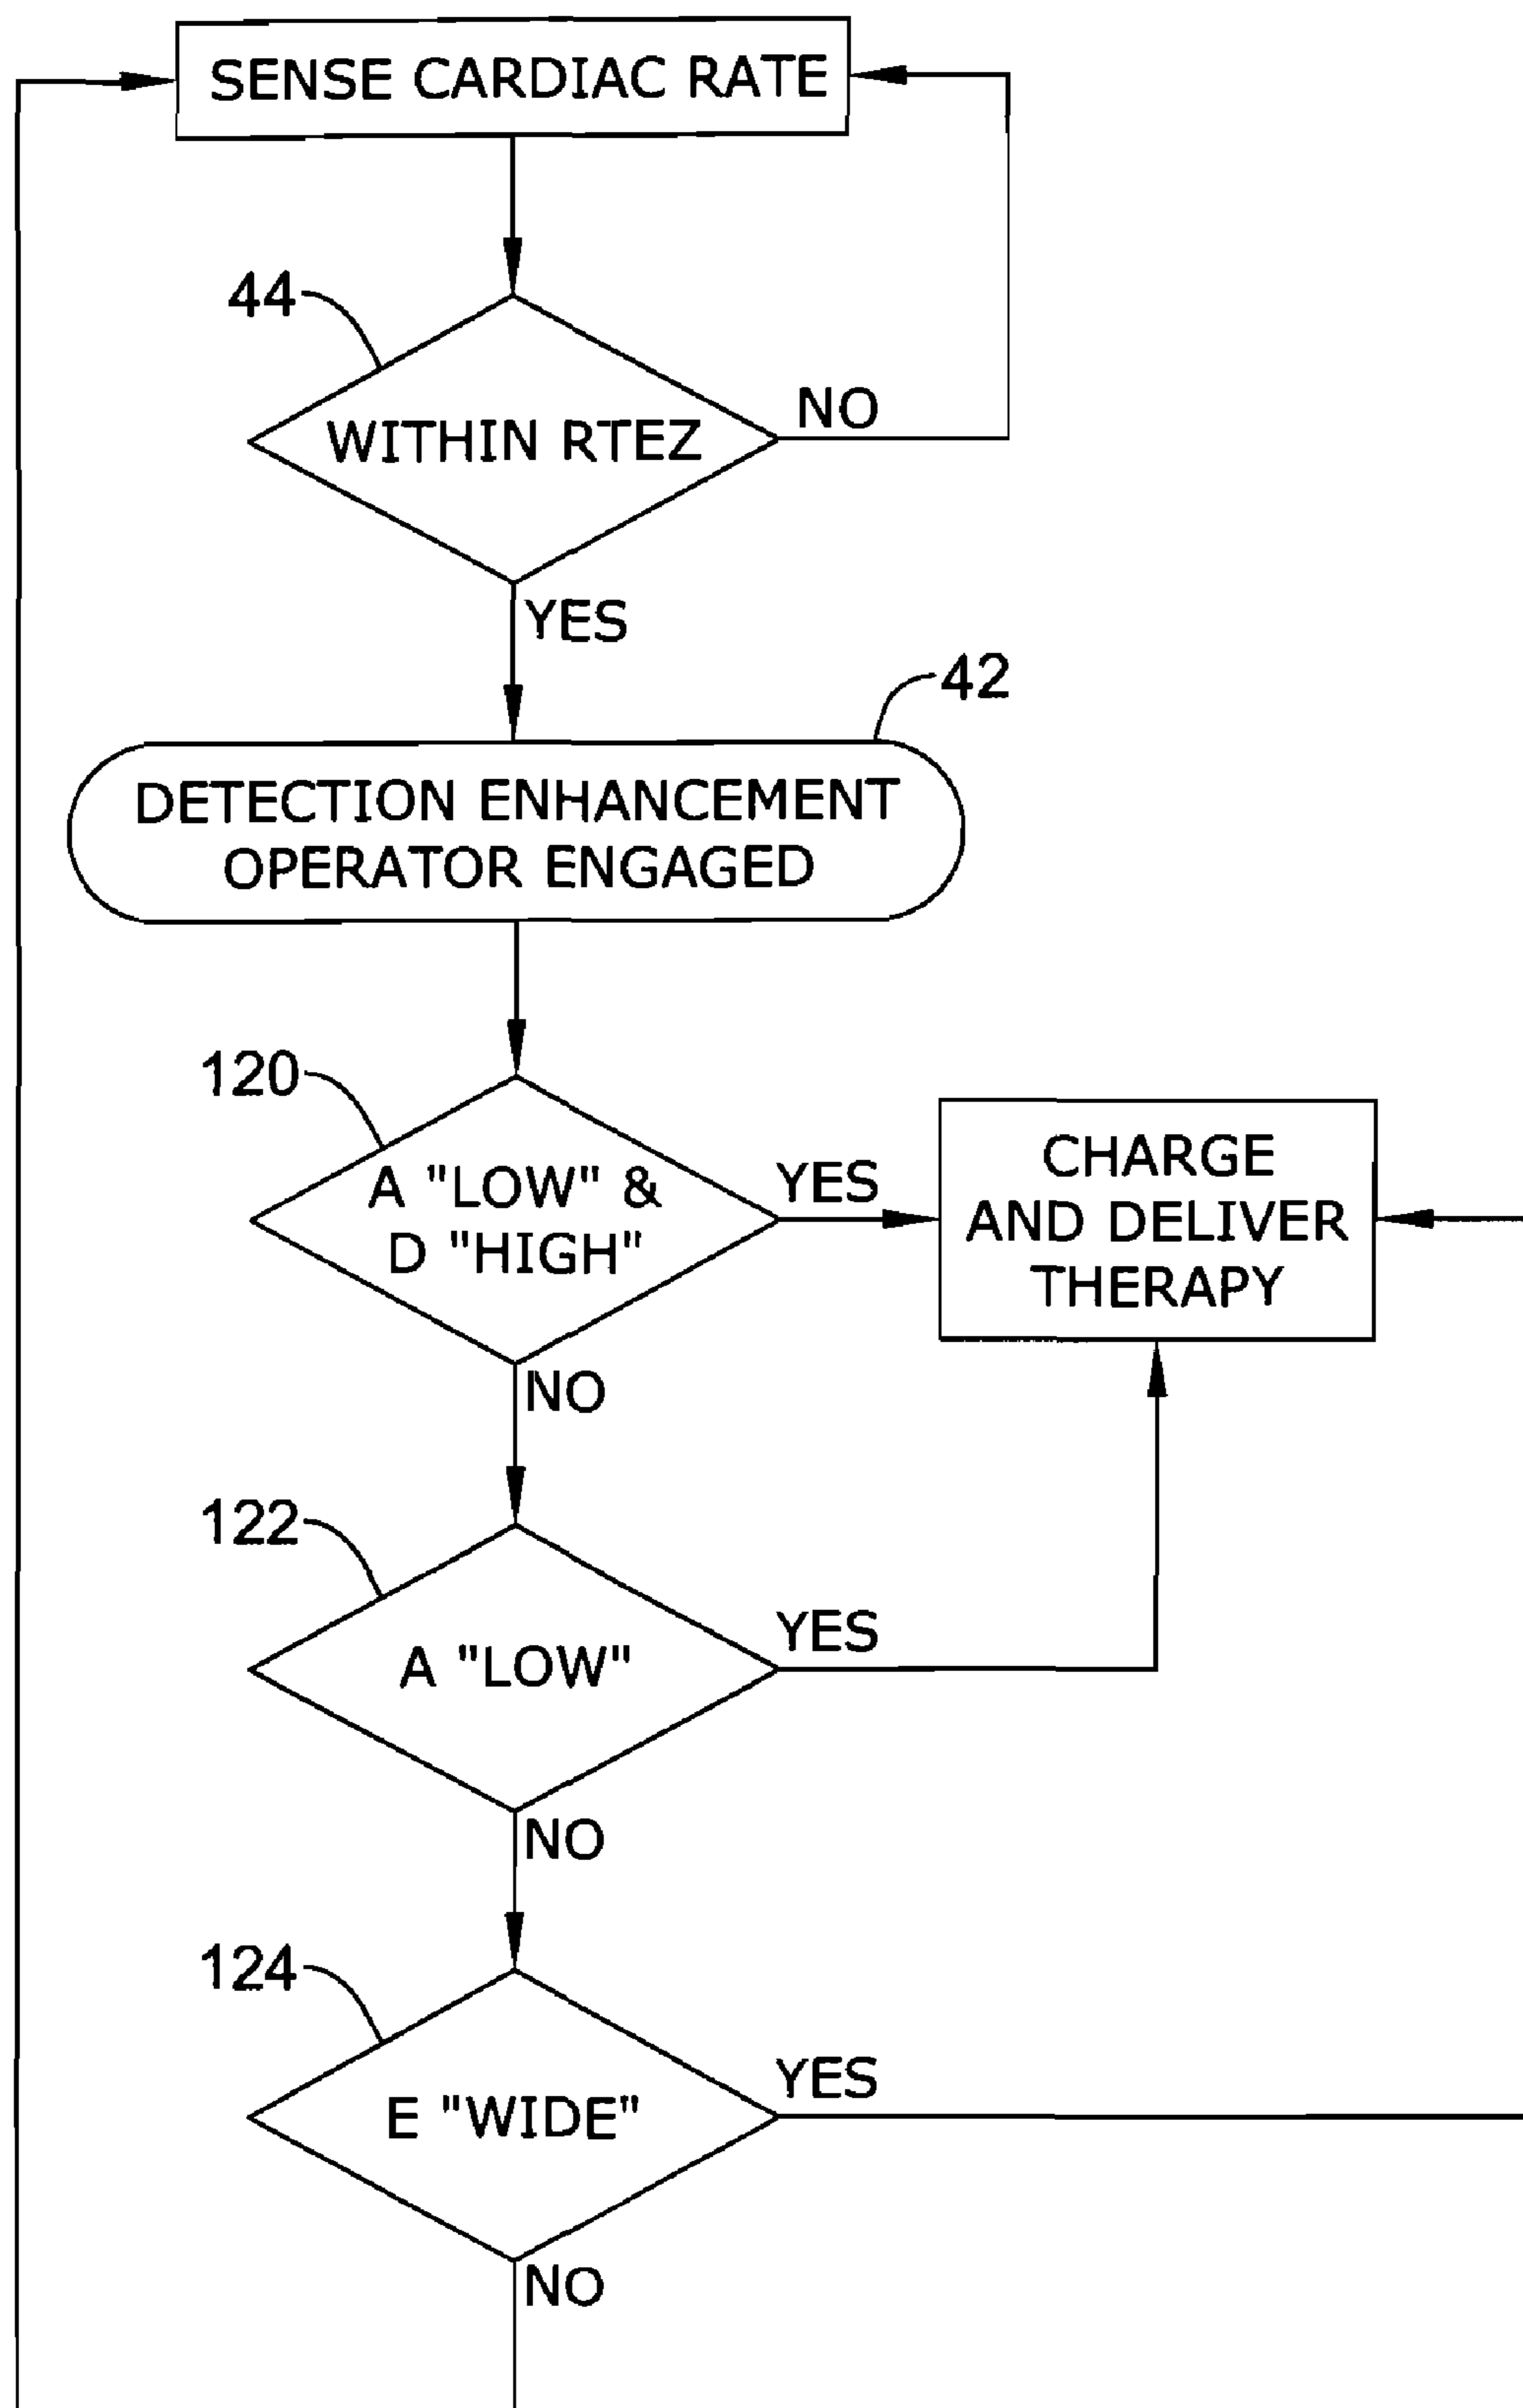 SENSE CARDIAC RATE
44
WITHIN RTEZ
NO
YES
42
DETECTION ENHANCEMENT
OPERATOR ENGAGED
120
A "LOW" &
D "HIGH"
YES
CHARGE
AND DELIVER
THERAPY
NO
122
A "LOW"
YES
NO
124
E "WIDE"
YES
NO